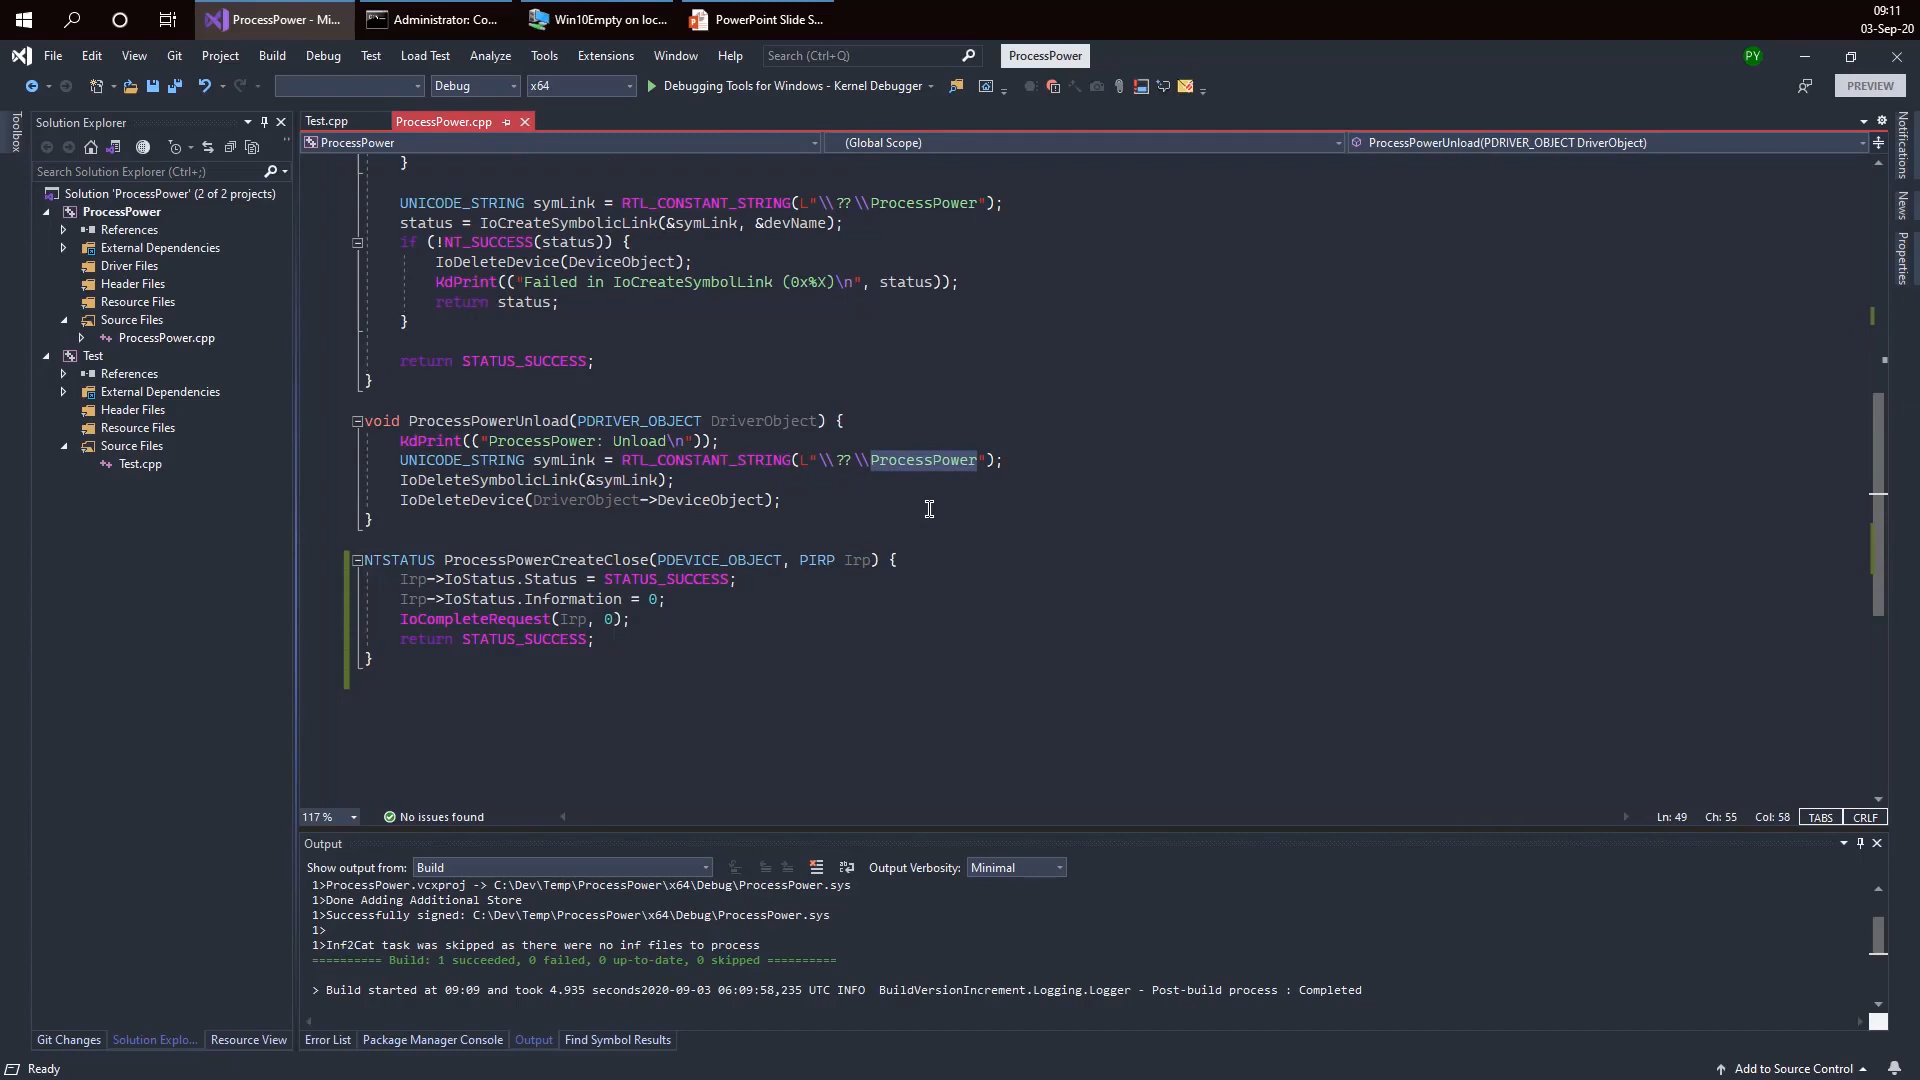 ProcessPower - Mi...
Administrator: Co...
Win10Empty on loc...
PowerPoint Slide S...
09:11
03-Sep-20
File Edit View Git Project Build Debug Test Load Test Analyze Tools Extensions Window Help
Search (Ctrl+Q)
ProcessPower
PY
Debug
x64
Debugging Tools for Windows - Kernel Debugger
PREVIEW
Toolbox
Solution Explorer
Search Solution Explorer (Ctrl+;)
Solution 'ProcessPower' (2 of 2 projects)
ProcessPower
References
External Dependencies
Driver Files
Header Files
Resource Files
Source Files
ProcessPower.cpp
Test
References
External Dependencies
Header Files
Resource Files
Source Files
Test.cpp
Test.cpp
ProcessPower.cpp
ProcessPower
(Global Scope)
ProcessPowerUnload(PDRIVER_OBJECT DriverObject)
}
UNICODE_STRING symLink = RTL_CONSTANT_STRING(L"\\??\\ProcessPower");
status = IoCreateSymbolicLink(&symLink, &devName);
if (!NT_SUCCESS(status)) {
IoDeleteDevice(DeviceObject);
KdPrint(("Failed in IoCreateSymbolLink (0x%X)\n", status));
return status;
}
return STATUS_SUCCESS;
}
void ProcessPowerUnload(PDRIVER_OBJECT DriverObject) {
KdPrint(("ProcessPower: Unload\n"));
UNICODE_STRING symLink = RTL_CONSTANT_STRING(L"\\??\\ProcessPower");
IoDeleteSymbolicLink(&symLink);
IoDeleteDevice(DriverObject->DeviceObject);
}
NTSTATUS ProcessPowerCreateClose(PDEVICE_OBJECT, PIRP Irp) {
Irp->IoStatus.Status = STATUS_SUCCESS;
Irp->IoStatus.Information = 0;
IoCompleteRequest(Irp, 0);
return STATUS_SUCCESS;
}
Notifications
News
Properties
117 %
No issues found
Ln: 49
Ch: 55
Col: 58
TABS
CRLF
Output
Show output from:
Build
Output Verbosity:
Minimal
1>ProcessPower.vcxproj -> C:\Dev\Temp\ProcessPower\x64\Debug\ProcessPower.sys
1>Done Adding Additional Store
1>Successfully signed: C:\Dev\Temp\ProcessPower\x64\Debug\ProcessPower.sys
1>
1>Inf2Cat task was skipped as there were no inf files to process
========== Build: 1 succeeded, 0 failed, 0 up-to-date, 0 skipped ==========
> Build started at 09:09 and took 4.935 seconds2020-09-03 06:09:58,235 UTC INFO  BuildVersionIncrement.Logging.Logger - Post-build process : Completed
Git Changes
Solution Explo...
Resource View
Error List
Package Manager Console
Output
Find Symbol Results
Ready
Add to Source Control